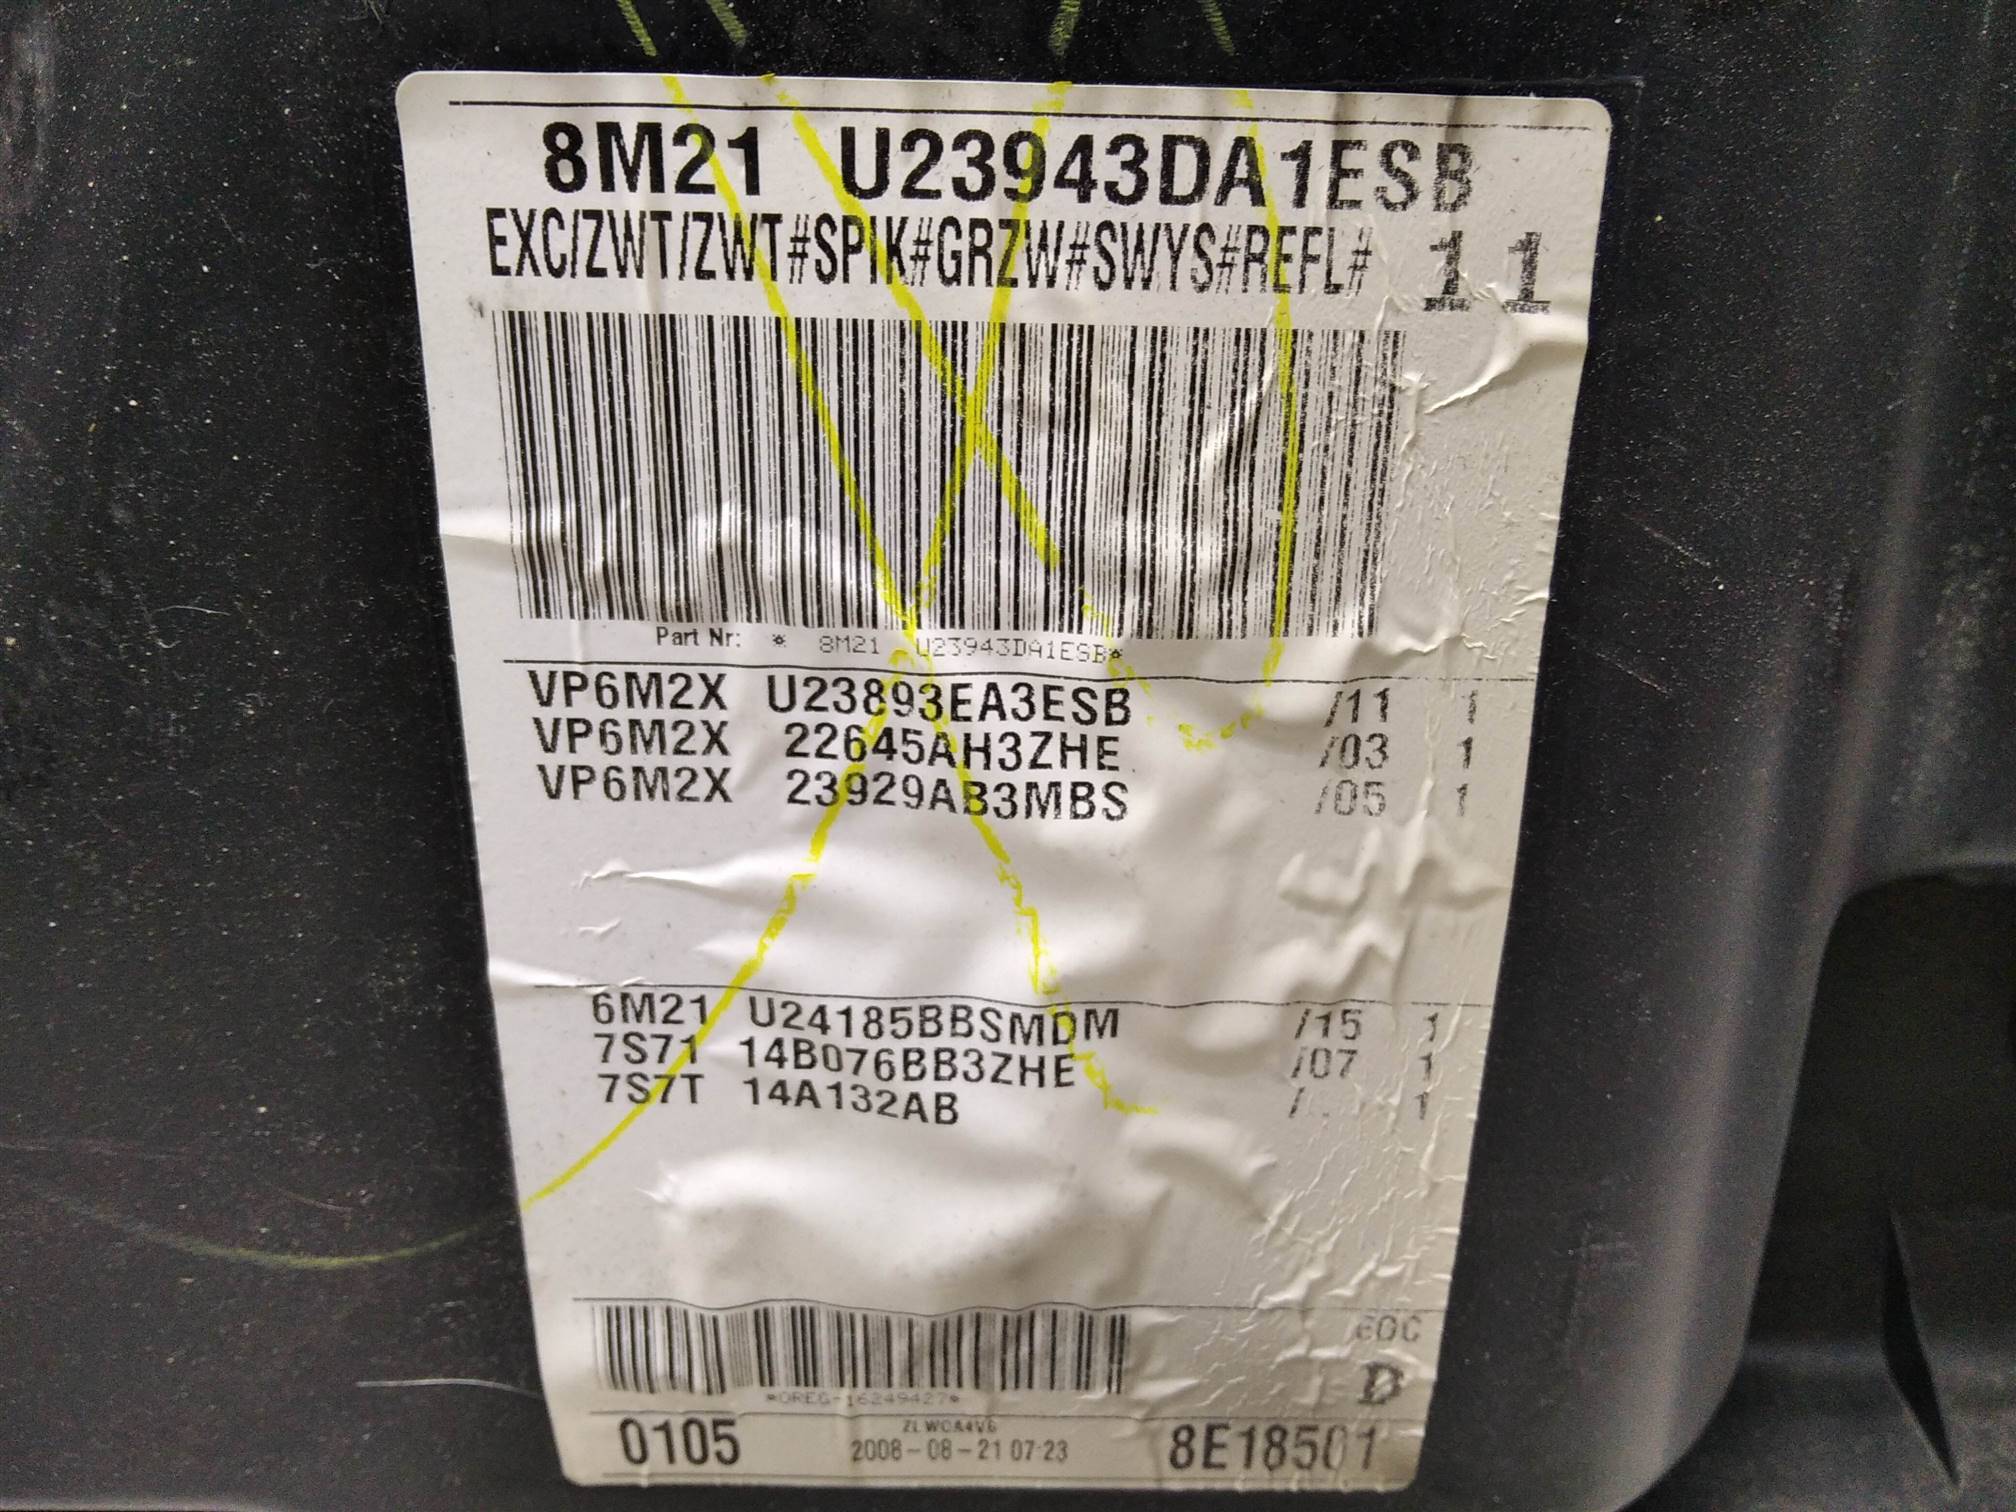 8M21 U23943DA1ESB
EXC/ZWT/ZWT#SPIK#GRZW#SWYS#REFL# 11
Part Nr: * 8M21 U23943DA1ESB*
VP6M2X U23893EA3ESB /11 1
VP6M2X 22645AH3ZHE /03 1
VP6M2X 23929AB3MBS /05 1
6M21 U24185BBSMDM /15 1
7S71 14B076BB3ZHE /07 1
7S7T 14A132AB / 1
D
*OREG-16249427*
0105 2008-08-21 07:23 8E18501